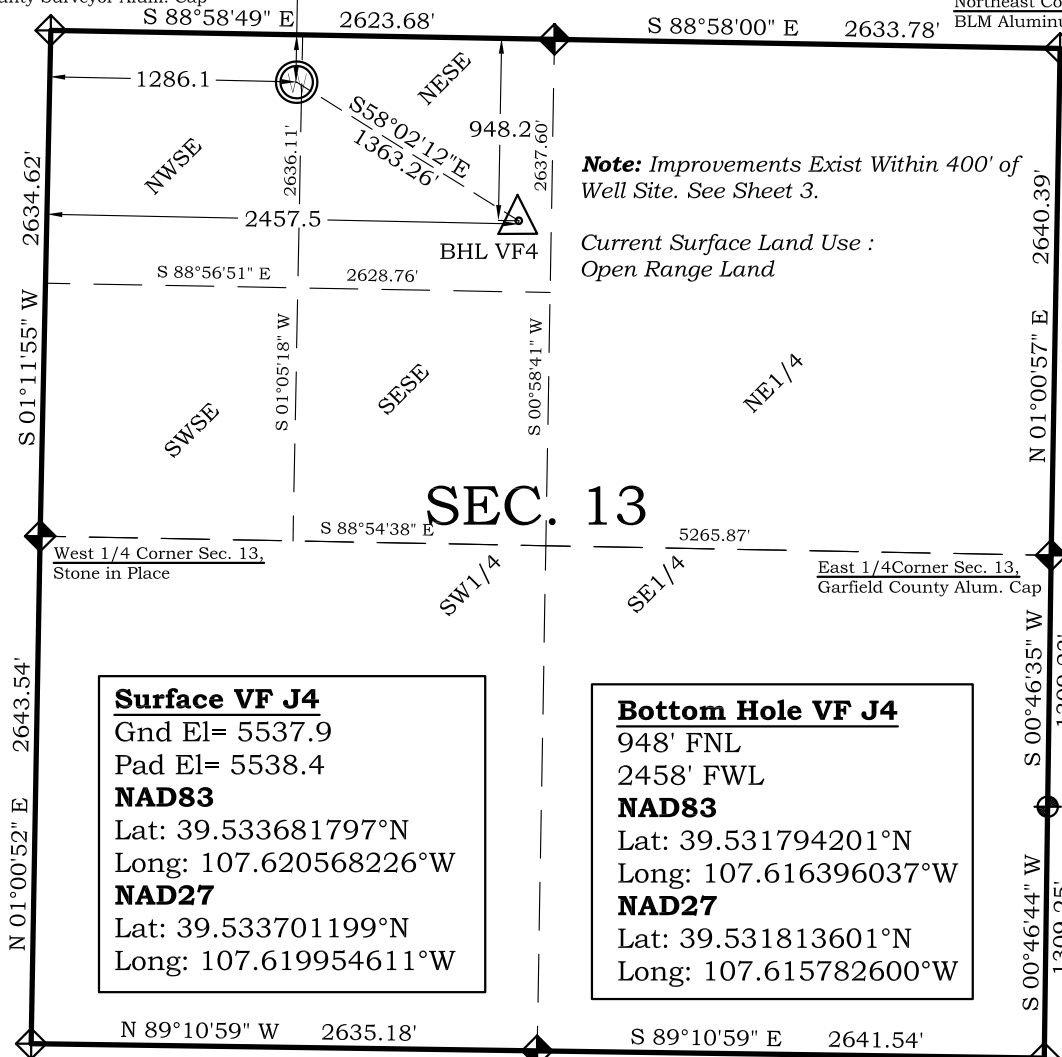 Surveyor Alum. Cap
S 88°58'49" E 2623.68'
S 88°58'00" E 2633.78'
Northeast
BLM
1286.1
NESE
S58°02'12"E
1363.26'
948.2
2637.60'
2636.11'
NWSE
2634.62'
Note: Improvements Exist Within 400' of
Well Site. See Sheet 3.
2640.39'
2457.5
BHL VF4
Current Surface Land Use :
Open Range Land
S 88°56'51" E 2628.76'
S 01°11'55" W
S 01°05'18" W
S 00°58'41" W
N 01°00'57" E
SWSE
SESE
NE1/4
SEC. 13
S 88°54'38" E 5265.87'
West 1/4 Corner Sec. 13,
Stone in Place
East 1/4Corner Sec. 13,
Garfield County Alum. Cap
SW1/4
SE1/4
S 00°46'35" W
2643.54'
N 01°00'52" E
Surface VF J4
Gnd El= 5537.9
Pad El= 5538.4
NAD83
Lat: 39.533681797°N
Long: 107.620568226°W
NAD27
Lat: 39.533701199°N
Long: 107.619954611°W
Bottom Hole VF J4
948' FNL
2458' FWL
NAD83
Lat: 39.531794201°N
Long: 107.616396037°W
NAD27
Lat: 39.531813601°N
Long: 107.615782600°W
S 00°46'44" W
N 89°10'59" W 2635.18'
S 89°10'59" E 2641.54'